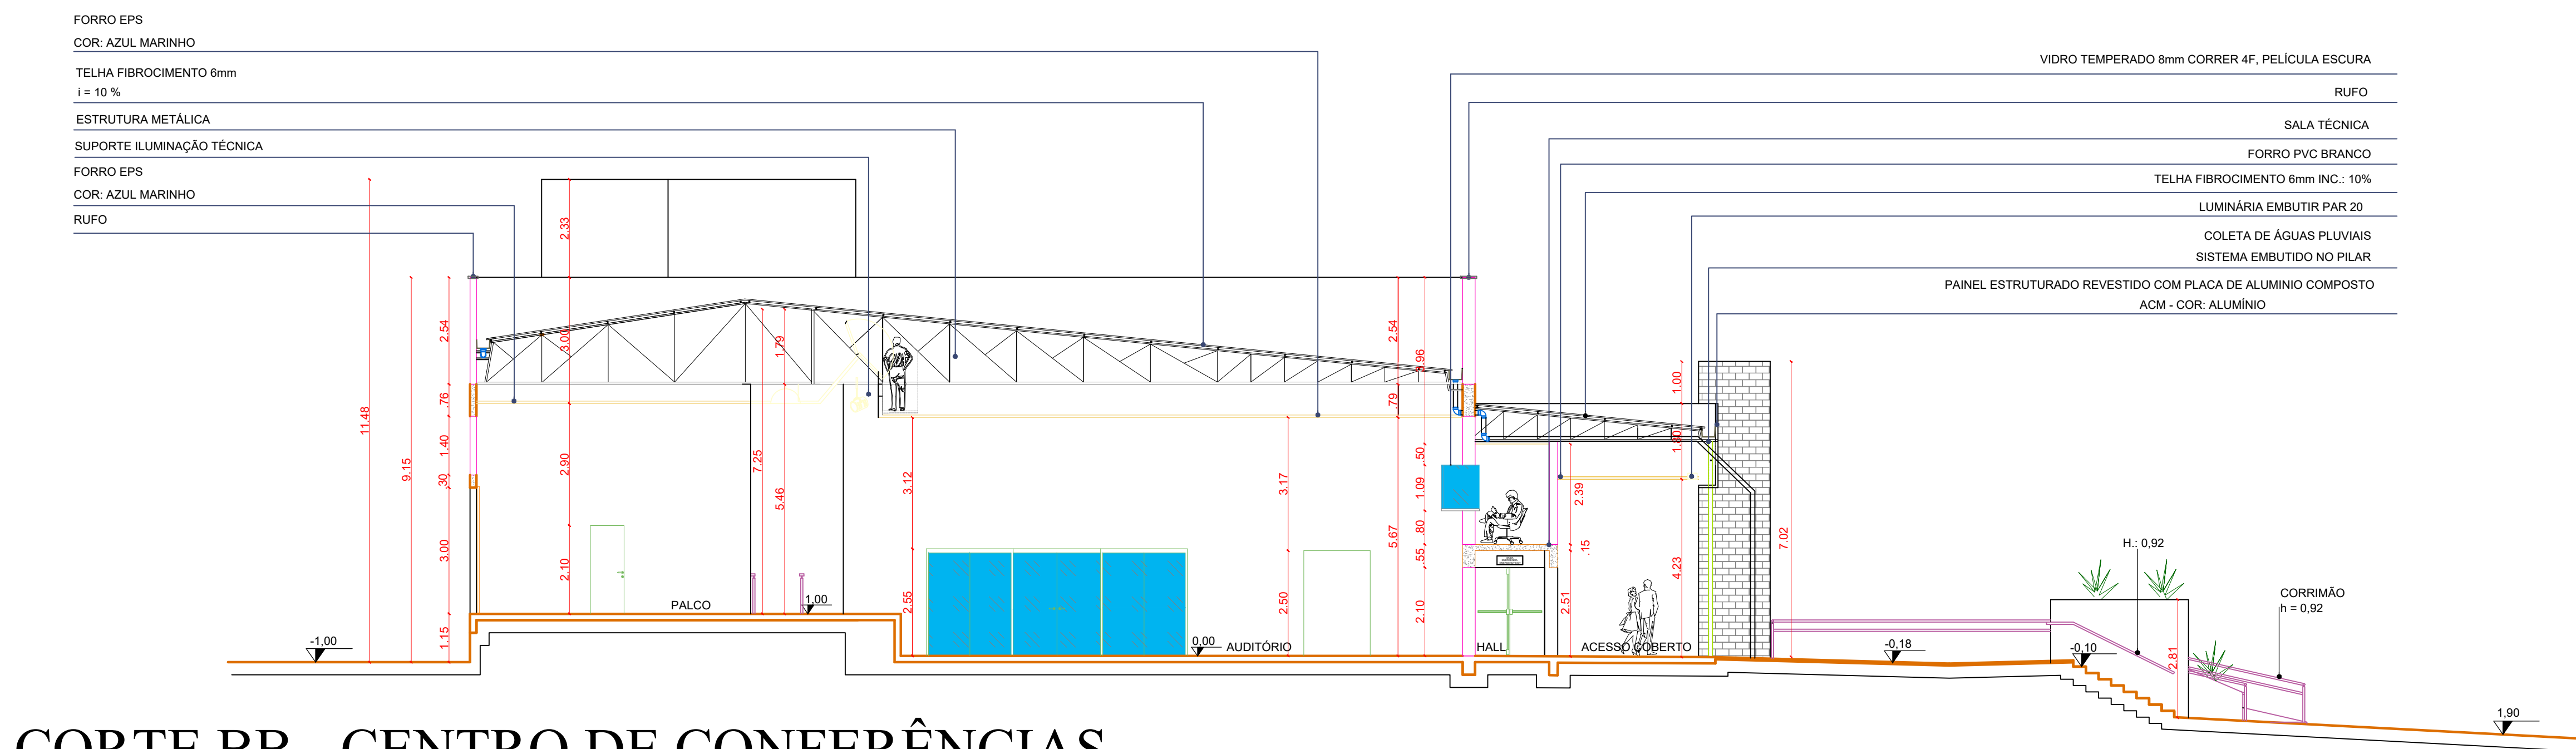 FORRO EPS
COR: AZUL MARINHO
TELHA FIBROCIMENTO 6mm
i = 10 %
ESTRUTURA METÁLICA
SUPORTE ILUMINAÇÃO TÉCNICA
FORRO EPS
COR: AZUL MARINHO
RUFO
VIDRO TEMPERADO 8mm CORRER 4F, PELÍCULA ESCURA
RUFO
SALA TÉCNICA
FORRO PVC BRANCO
TELHA FIBROCIMENTO 6mm INC.: 10%
LUMINÁRIA EMBUTIR PAR 20
COLETA DE ÁGUAS PLUVIAIS
SISTEMA EMBUTIDO NO PILAR
PAINEL ESTRUTURADO REVESTIDO COM PLACA DE ALUMINIO COMPOSTO
ACM - COR: ALUMÍNIO
11.48
9.15
2.54
.76
1.40
.30
3.00
1.15
2.33
3.00
2.90
2.10
7.25
1.79
5.46
3.12
2.55
3.17
2.50
2.54
.79
5.67
.96
.50
1.09
.80
.55
2.10
2.39
.15
2.51
1.00
1.80
4.23
7.02
2.81
-1,00
PALCO
1,00
0,00
AUDITÓRIO
HALL
ACESSO COBERTO
-0,18
-0,10
H.: 0,92
CORRIMÃO
h = 0,92
1,90
CORTE BB - CENTRO DE CONFERÊNCIAS